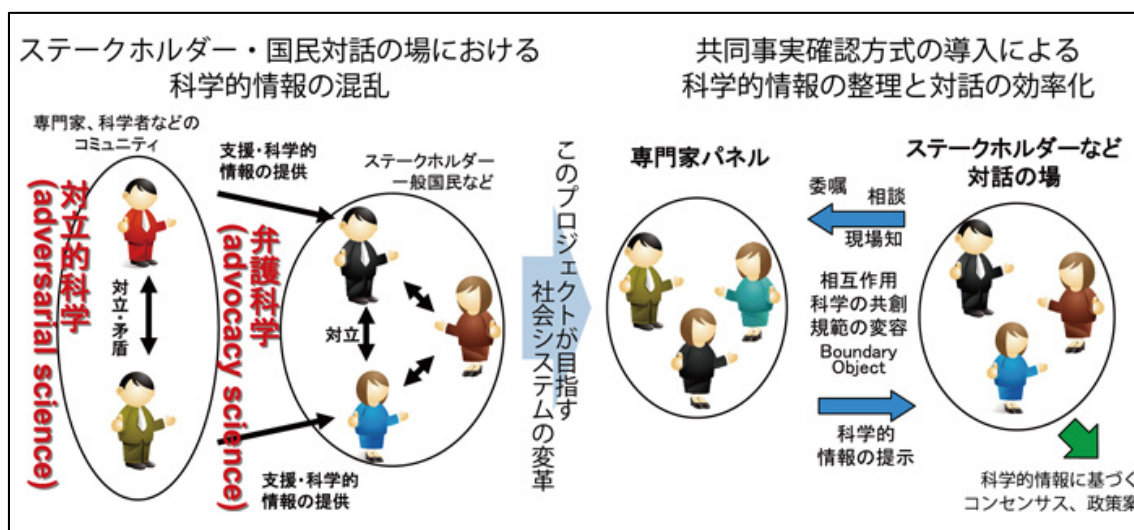 ステークホルダー・国民対話の場における
科学的情報の混乱
専門家、科学者などの
コミュニティ
対立的科学
(adversarial science)
対立・矛盾
支援・科学的
情報の提供
弁護科学
(advocacy science)
ステークホルダー
一般国民など
対立
支援・科学的
情報の提供
このプロジェクトが目指す
社会システムの変革
共同事実確認方式の導入による
科学的情報の整理と対話の効率化
専門家パネル
委嘱
相談
現場知
相互作用
科学の共創
規範の変容
Boundary
Object
科学的
情報の提示
ステークホルダーなど
対話の場
科学的情報に基づく
コンセンサス、政策案